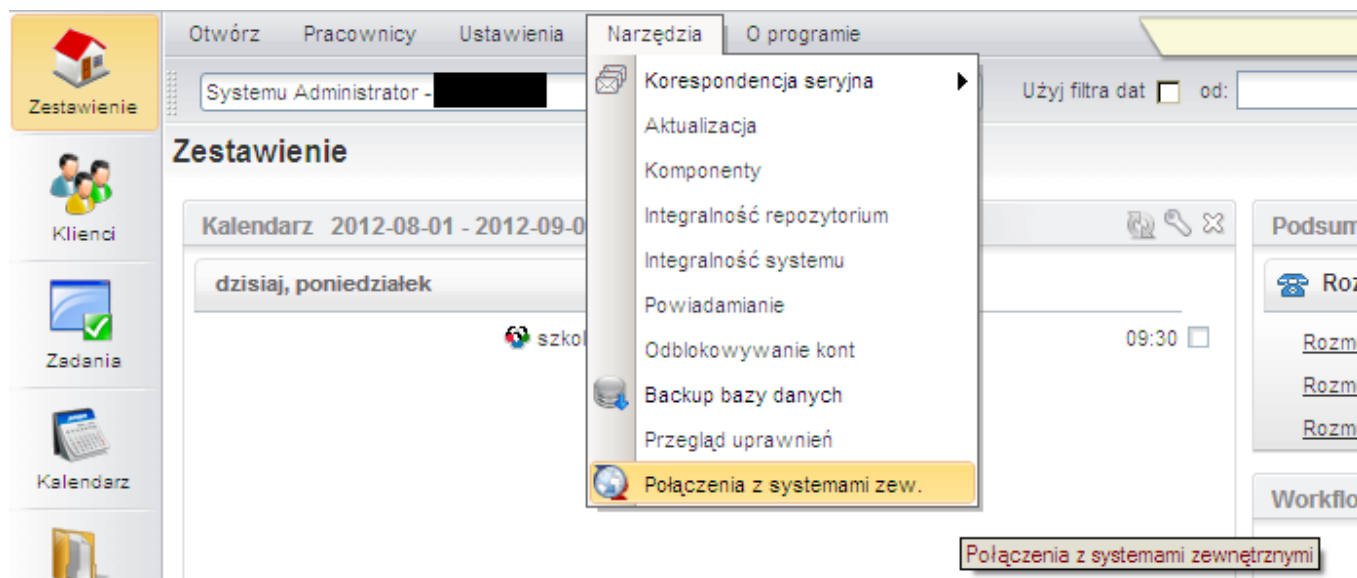 Otwórz Pracownicy Ustawienia Narzędzia O programie
Zestawienie
Systemu Administrator -
Użyj filtra dat od:
Zestawienie
Korespondencja seryjna
Aktualizacja
Komponenty
Integralność repozytorium
Integralność systemu
Powiadamianie
Odblokowywanie kont
Backup bazy danych
Przegląd uprawnień
Połączenia z systemami zew.
Połączenia z systemami zewnętrznymi
Klienci
Zadania
Kalendarz
Kalendarz 2012-08-01 - 2012-09-0
dzisiaj, poniedziałek
szkol
09:30
Podsum
Roz
Rozm
Rozm
Rozm
Workflo